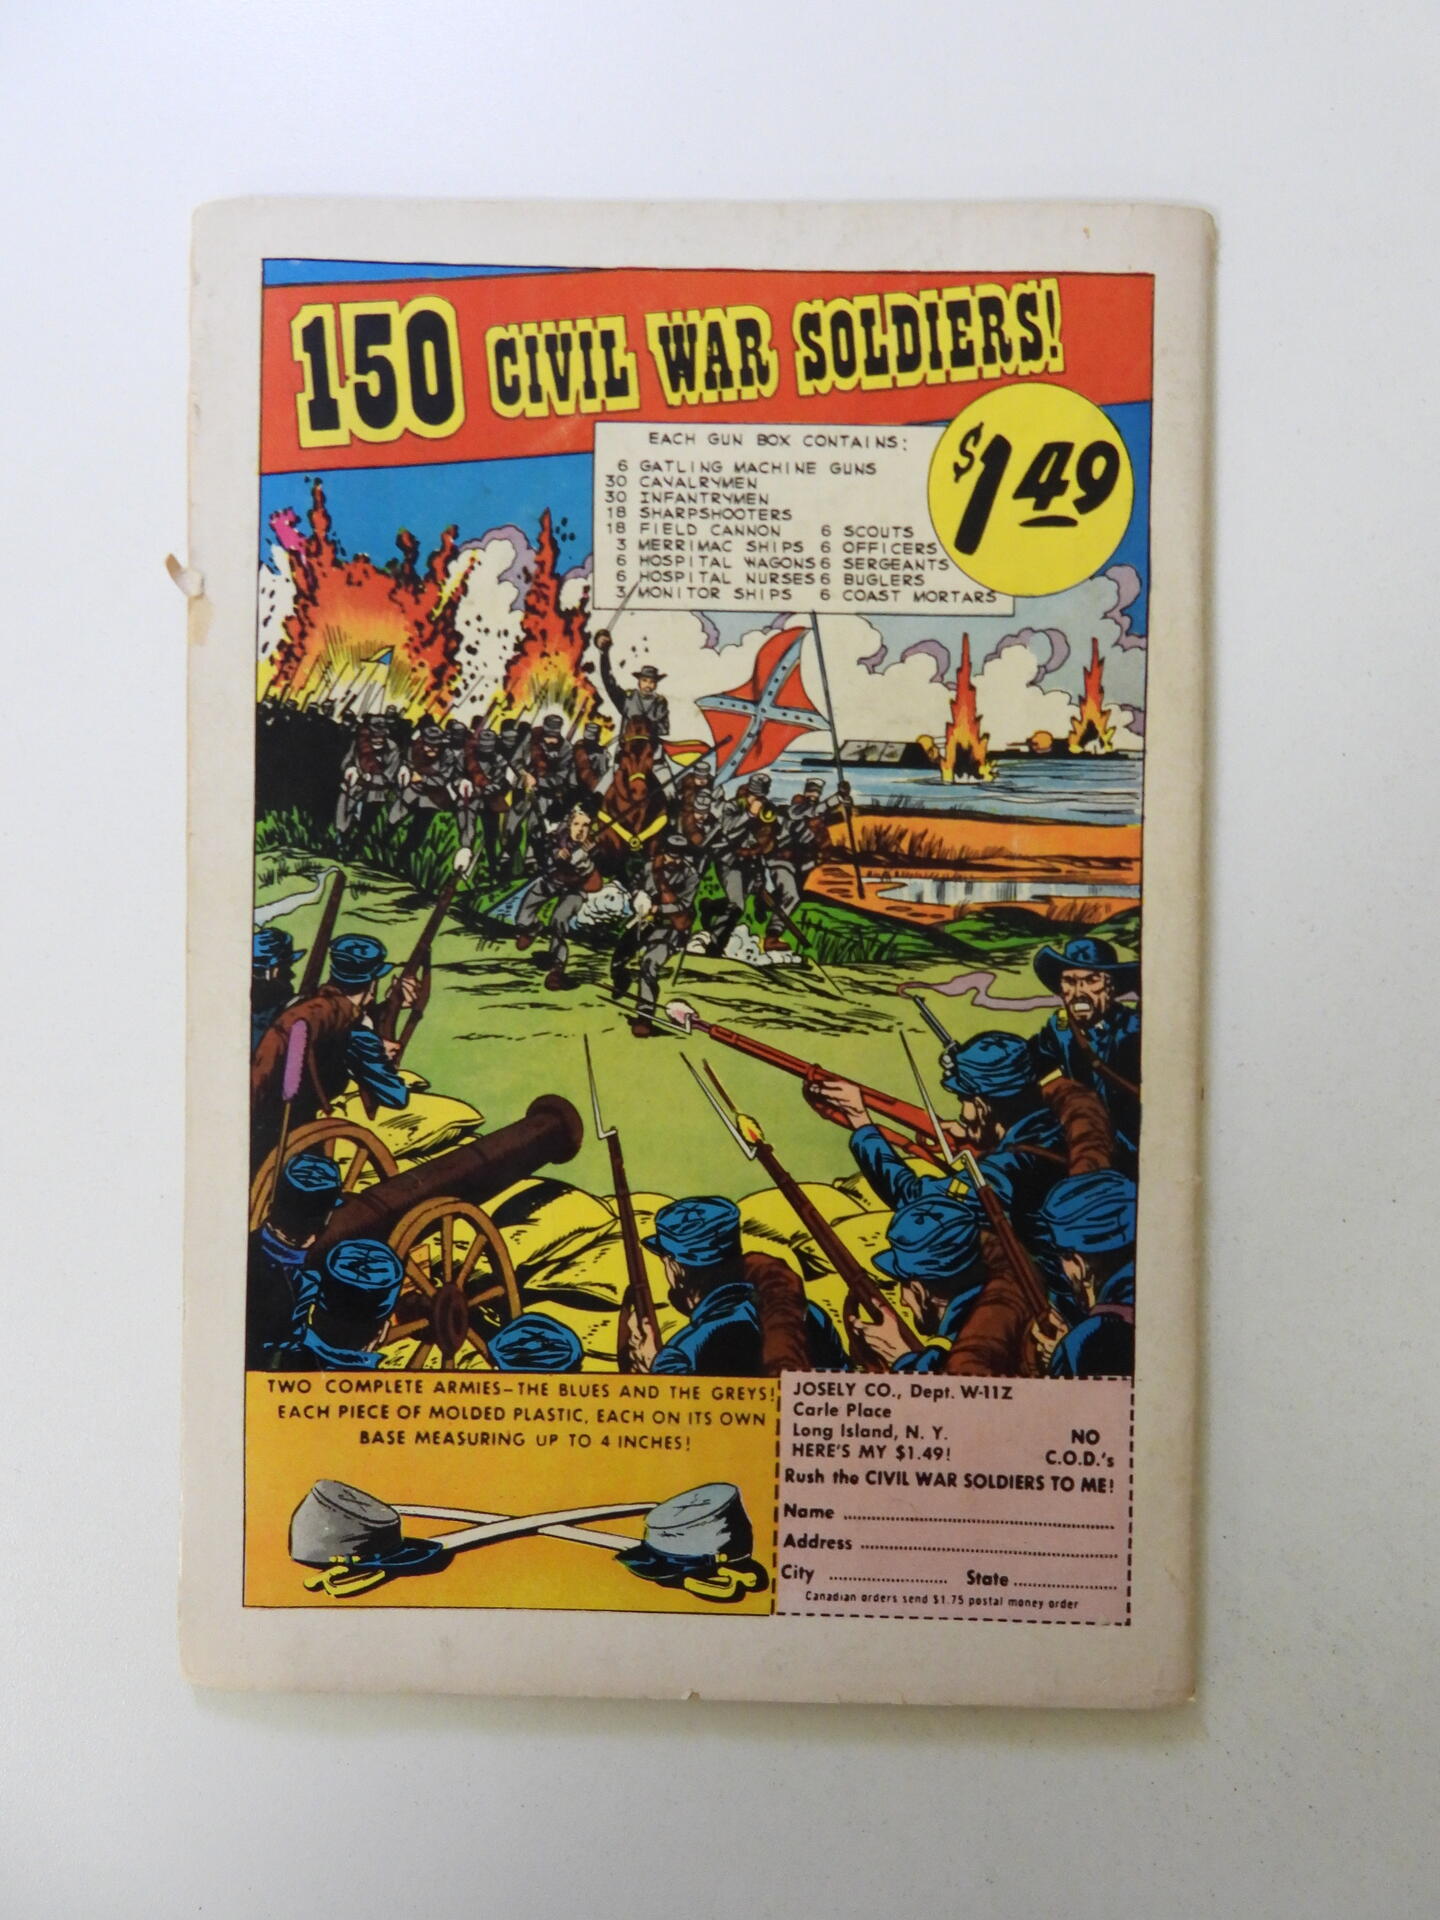 150 CIVIL WAR SOLDIERS!
$1.49
EACH GUN BOX CONTAINS:
6 GATLING MACHINE GUNS
30 CAVALRYMEN
30 INFANTRYMEN
18 SHARPSHOOTERS
18 FIELD CANNON 6 SCOUTS
3 MERRIMAC SHIPS 6 OFFICERS
6 HOSPITAL WAGONS 6 SERGEANTS
6 HOSPITAL NURSES 6 BUGLERS
3 MONITOR SHIPS 6 COAST MORTARS
TWO COMPLETE ARMIES—THE BLUES AND THE GREYS!
EACH PIECE OF MOLDED PLASTIC, EACH ON ITS OWN
BASE MEASURING UP TO 4 INCHES!
JOSELY CO., Dept. W-11Z
Carle Place
Long Island, N. Y.
HERE'S MY $1.49!
NO
C.O.D.'s
Rush the CIVIL WAR SOLDIERS TO ME!
Name
Address
City State
Canadian orders send $1.75 postal money order